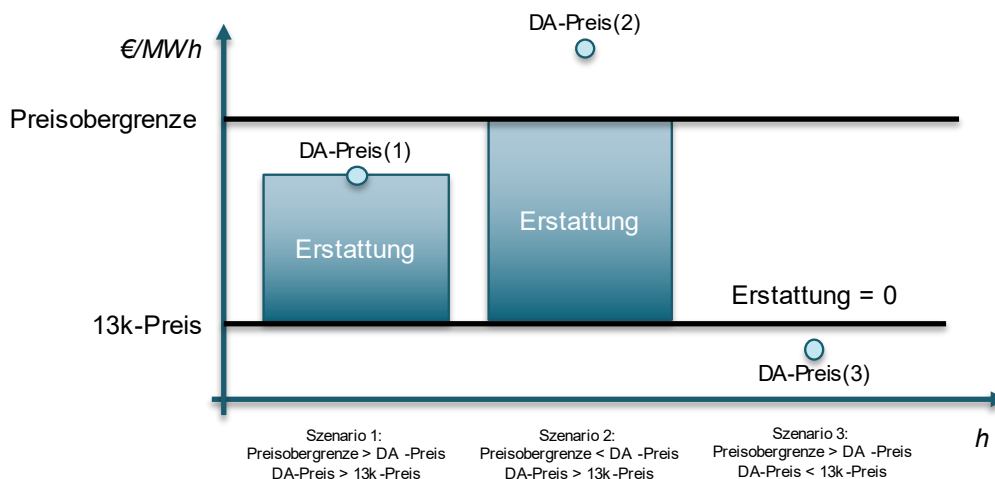 DA-Preis(2)
€/MWh
Preisobergrenze
DA-Preis(1)
Erstattung
Erstattung
Erstattung = 0
13k-Preis
DA-Preis(3)
Szenario 1:
Preisobergrenze > DA -Preis
DA-Preis > 13k-Preis
Szenario 2:
Preisobergrenze < DA -Preis
DA-Preis > 13k-Preis
Szenario 3:
Preisobergrenze > DA -Preis
DA-Preis < 13k-Preis
h